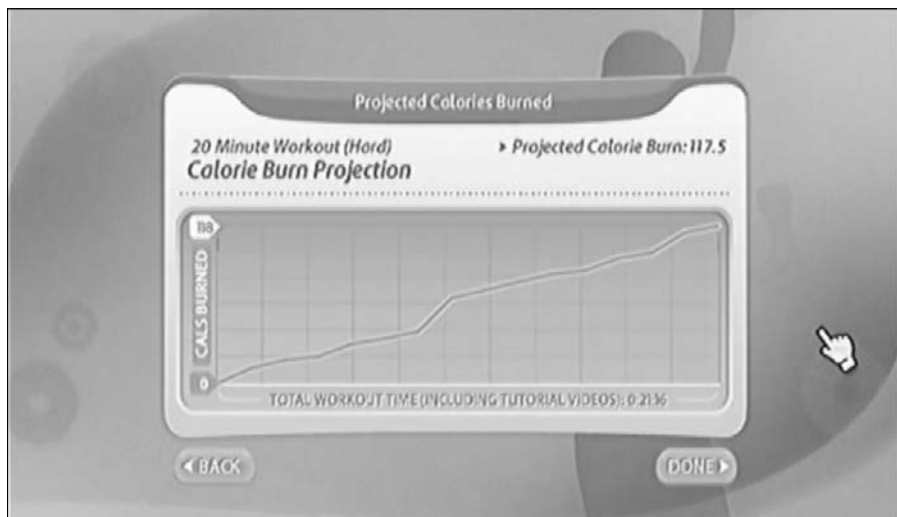 Projected Calories Burned
20 Minute Workout (Hard)
▸ Projected Calorie Burn: 117.5
Calorie Burn Projection
118
CALS BURNED
0
TOTAL WORKOUT TIME (INCLUDING TUTORIAL VIDEOS): 0:21:16
BACK
DONE